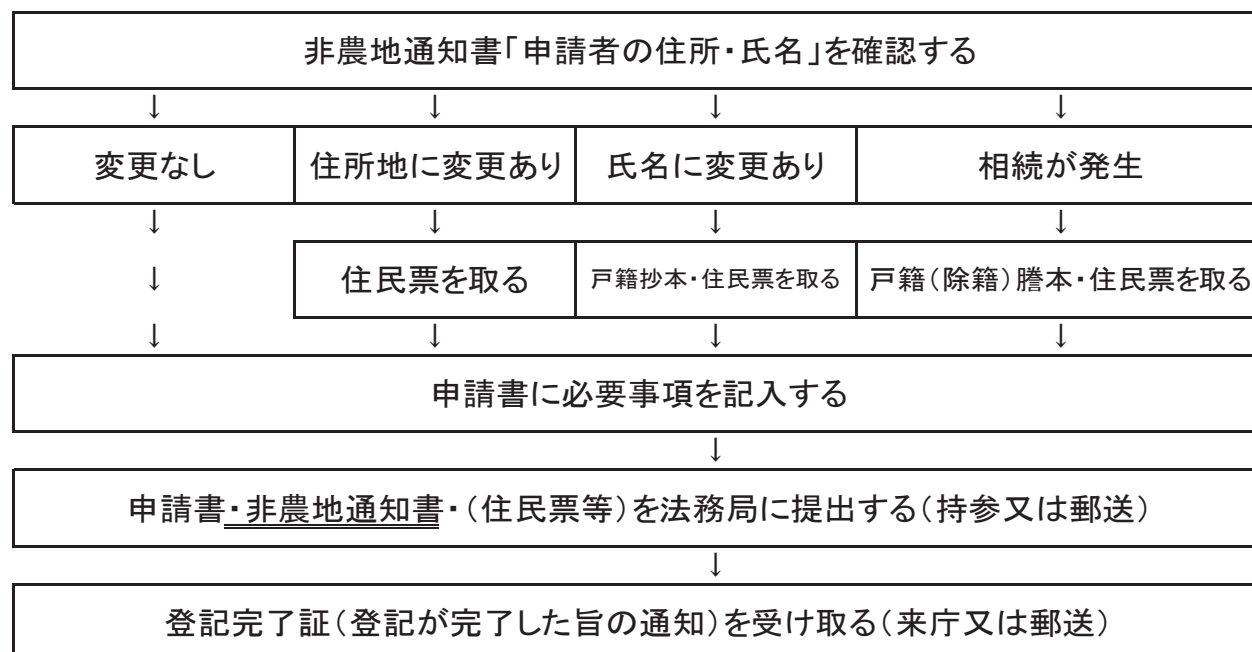 非農地通知書「申請者の住所・氏名」を確認する
↓ ↓ ↓ ↓
変更なし 住所地に変更あり 氏名に変更あり 相続が発生
↓ ↓ ↓ ↓
↓ 住民票を取る 戸籍抄本・住民票を取る 戸籍(除籍)謄本・住民票を取る
↓ ↓ ↓ ↓
申請書に必要事項を記入する
↓
申請書・非農地通知書・(住民票等)を法務局に提出する(持参又は郵送)
↓
登記完了証(登記が完了した旨の通知)を受け取る(来庁又は郵送)